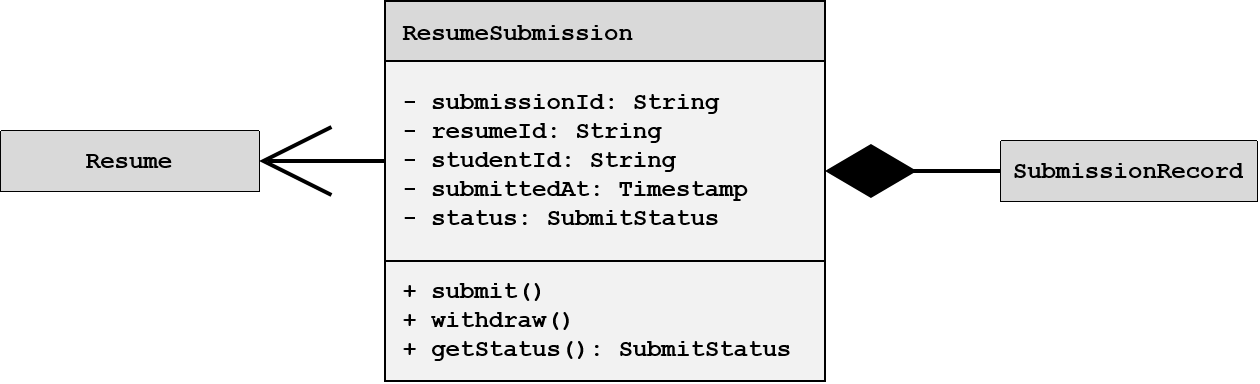 ResumeSubmission
- submissionId: String
- resumeId: String
- studentId: String
- submittedAt: Timestamp
- status: SubmitStatus
+ submit()
+ withdraw()
+ getStatus(): SubmitStatus
Resume
SubmissionRecord